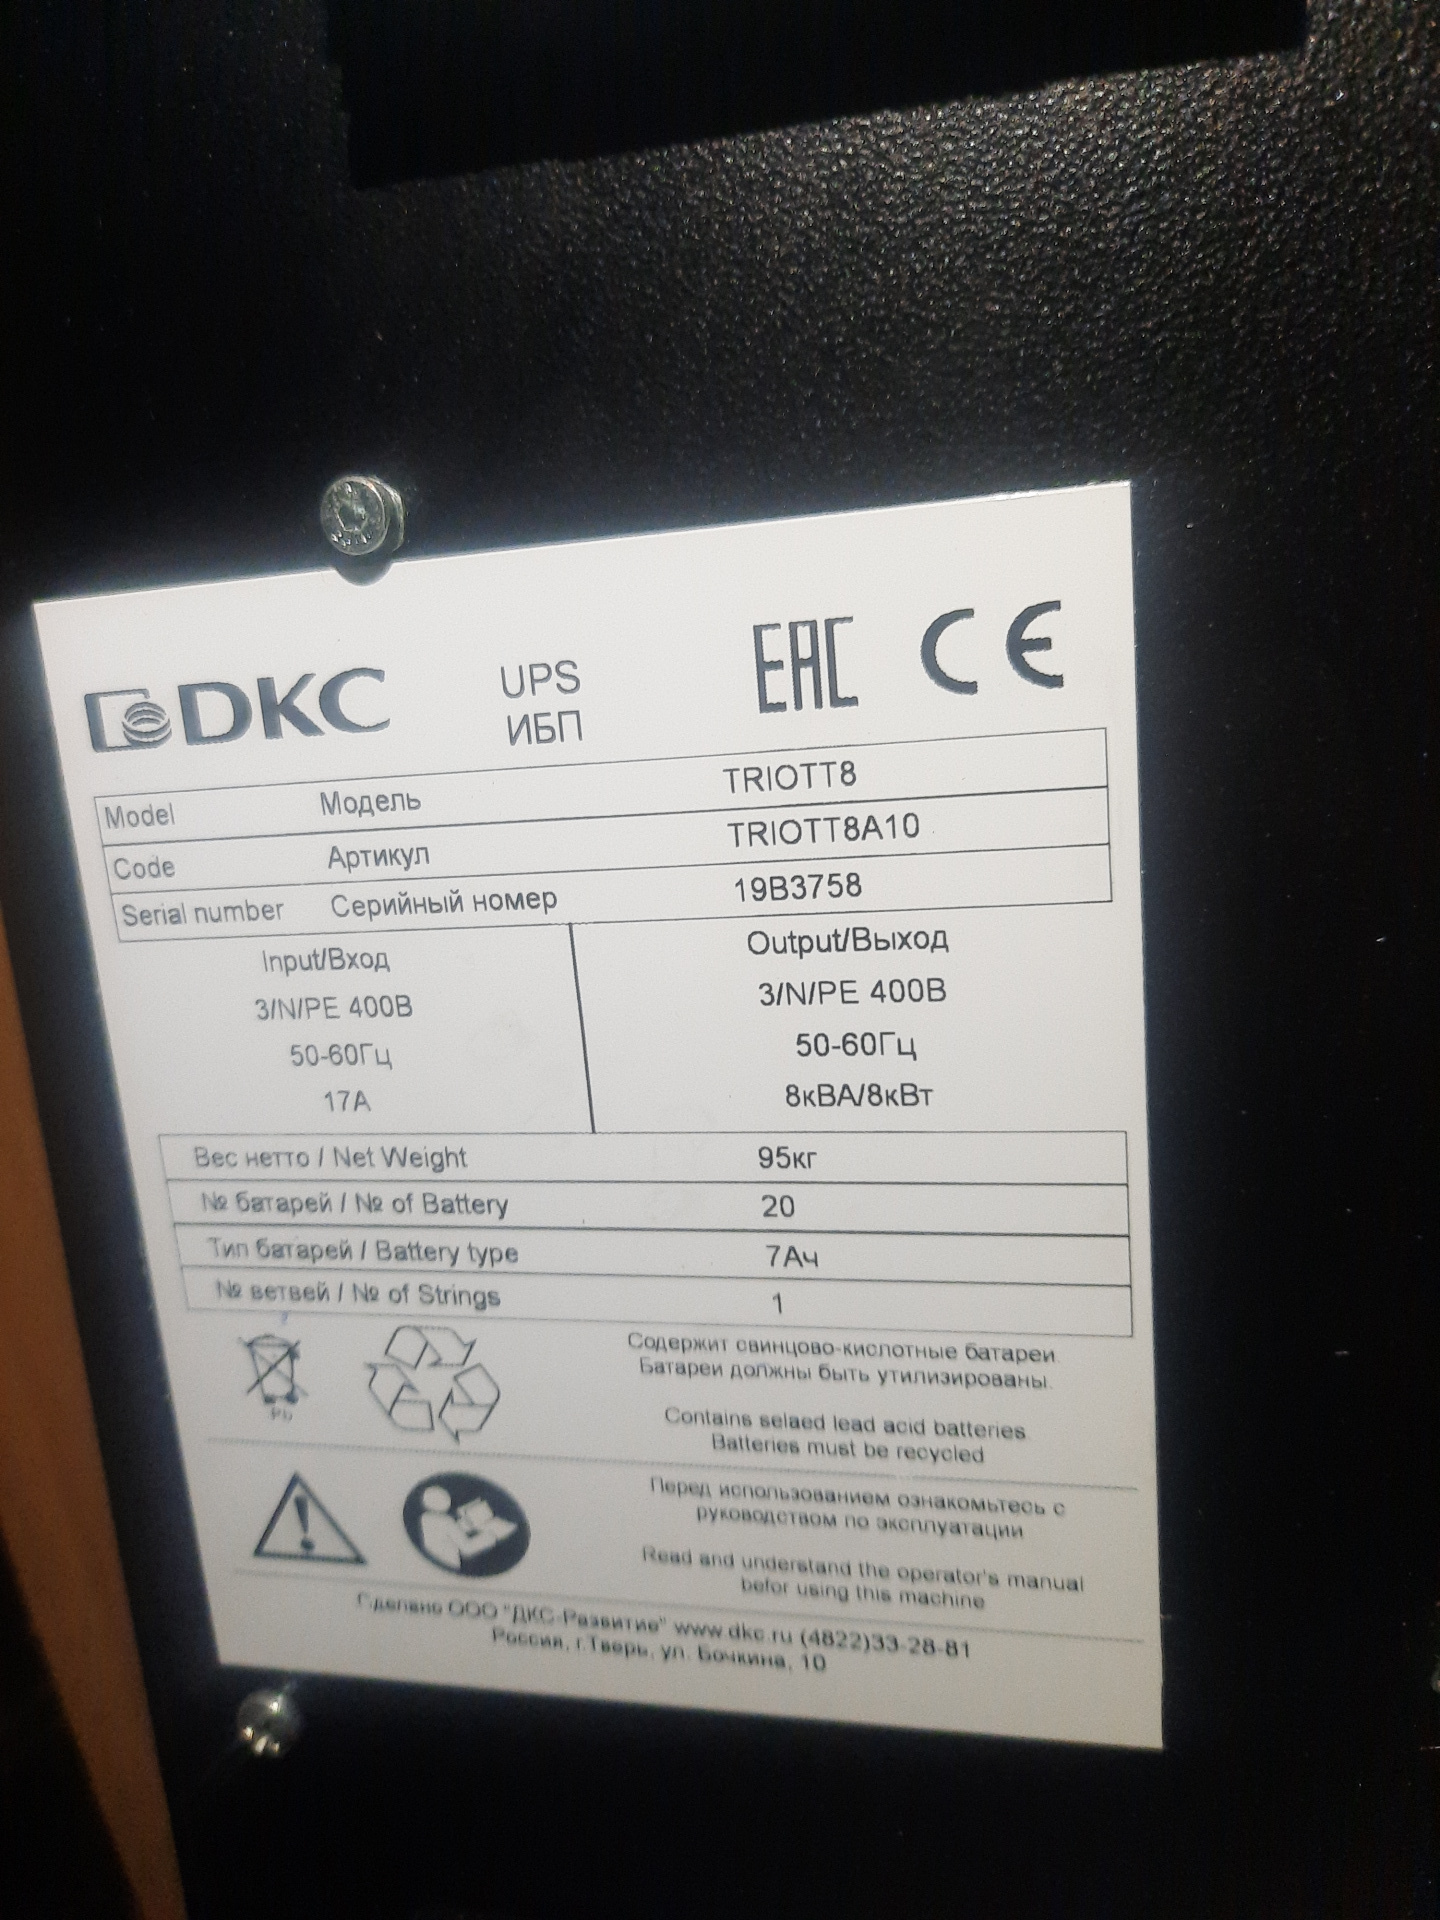 DKC UPS EAC CE
ИБП
Model Модель TRIOTT8
Code Артикул TRIOTT8A10
Serial number Серийный номер 19B3758
Input/Вход Output/Выход
3/N/PE 400В 3/N/PE 400В
50-60Гц 50-60Гц
17А 8кВА/8кВт
Вес нетто / Net Weight 95кг
№ батарей / № of Battery 20
Тип батарей / Battery type 7Ач
№ ветвей / № of Strings 1
Содержит свинцово-кислотные батареи.
Батареи должны быть утилизированы.
Pb
Contains selaed lead acid batteries
Batteries must be recycled
Перед использованием ознакомьтесь с
руководством по эксплуатации
Read and understand the operator's manual
befor using this machine
Сделано ООО "ДКС-Развитие" www.dkc.ru (4822)33-28-81
Россия, г.Тверь, ул. Бочкина, 10